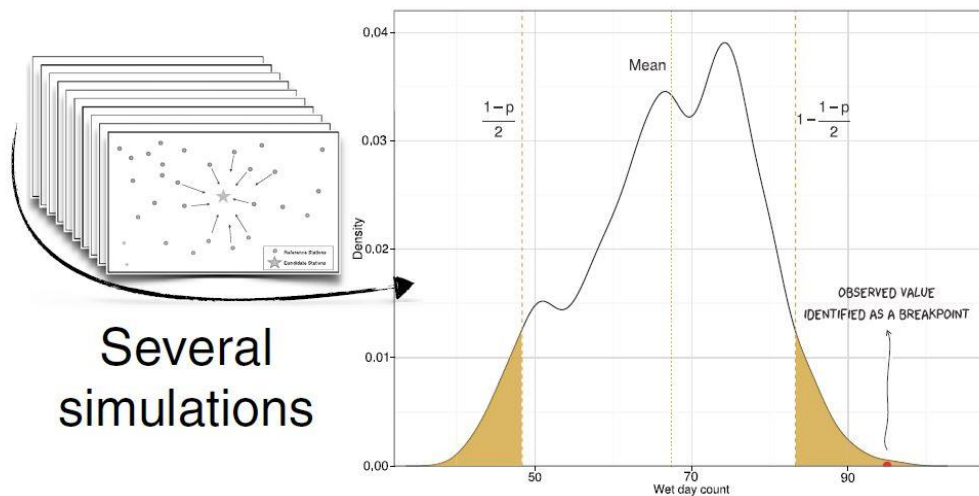 Reference Stations
Candidate Stations
Several
simulations
Density
0.04
0.03
0.02
0.01
0.00
1−p
2
Mean
1−
1−p
2
OBSERVED VALUE
IDENTIFIED AS A BREAKPOINT
50
70
90
Wet day count